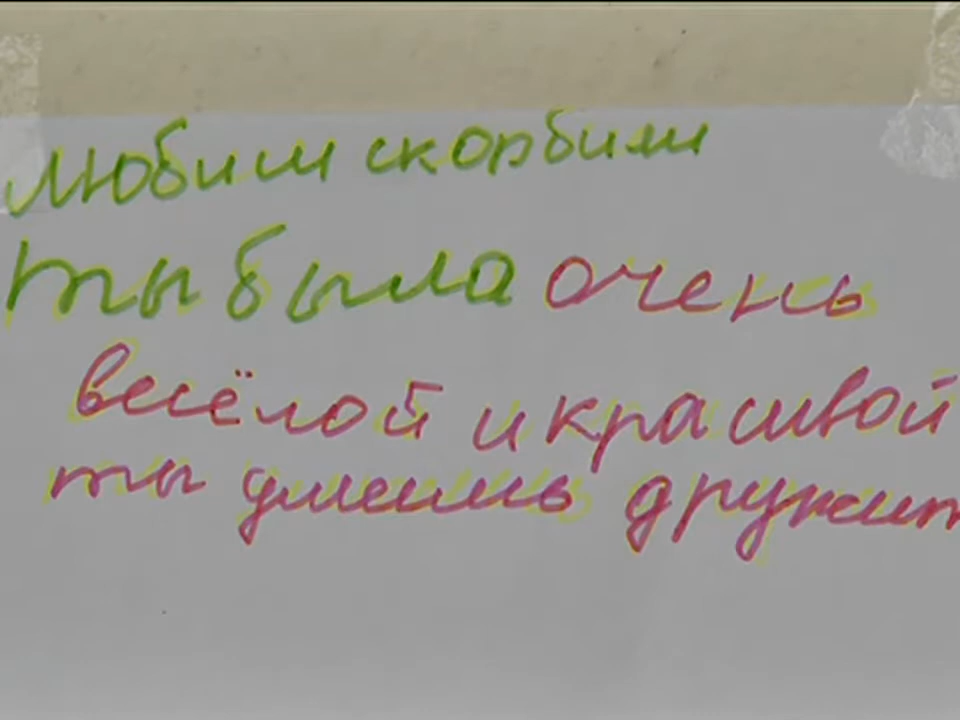 Любим скорбим
ты была очень
весёлой и красивой
ты умеешь дружит